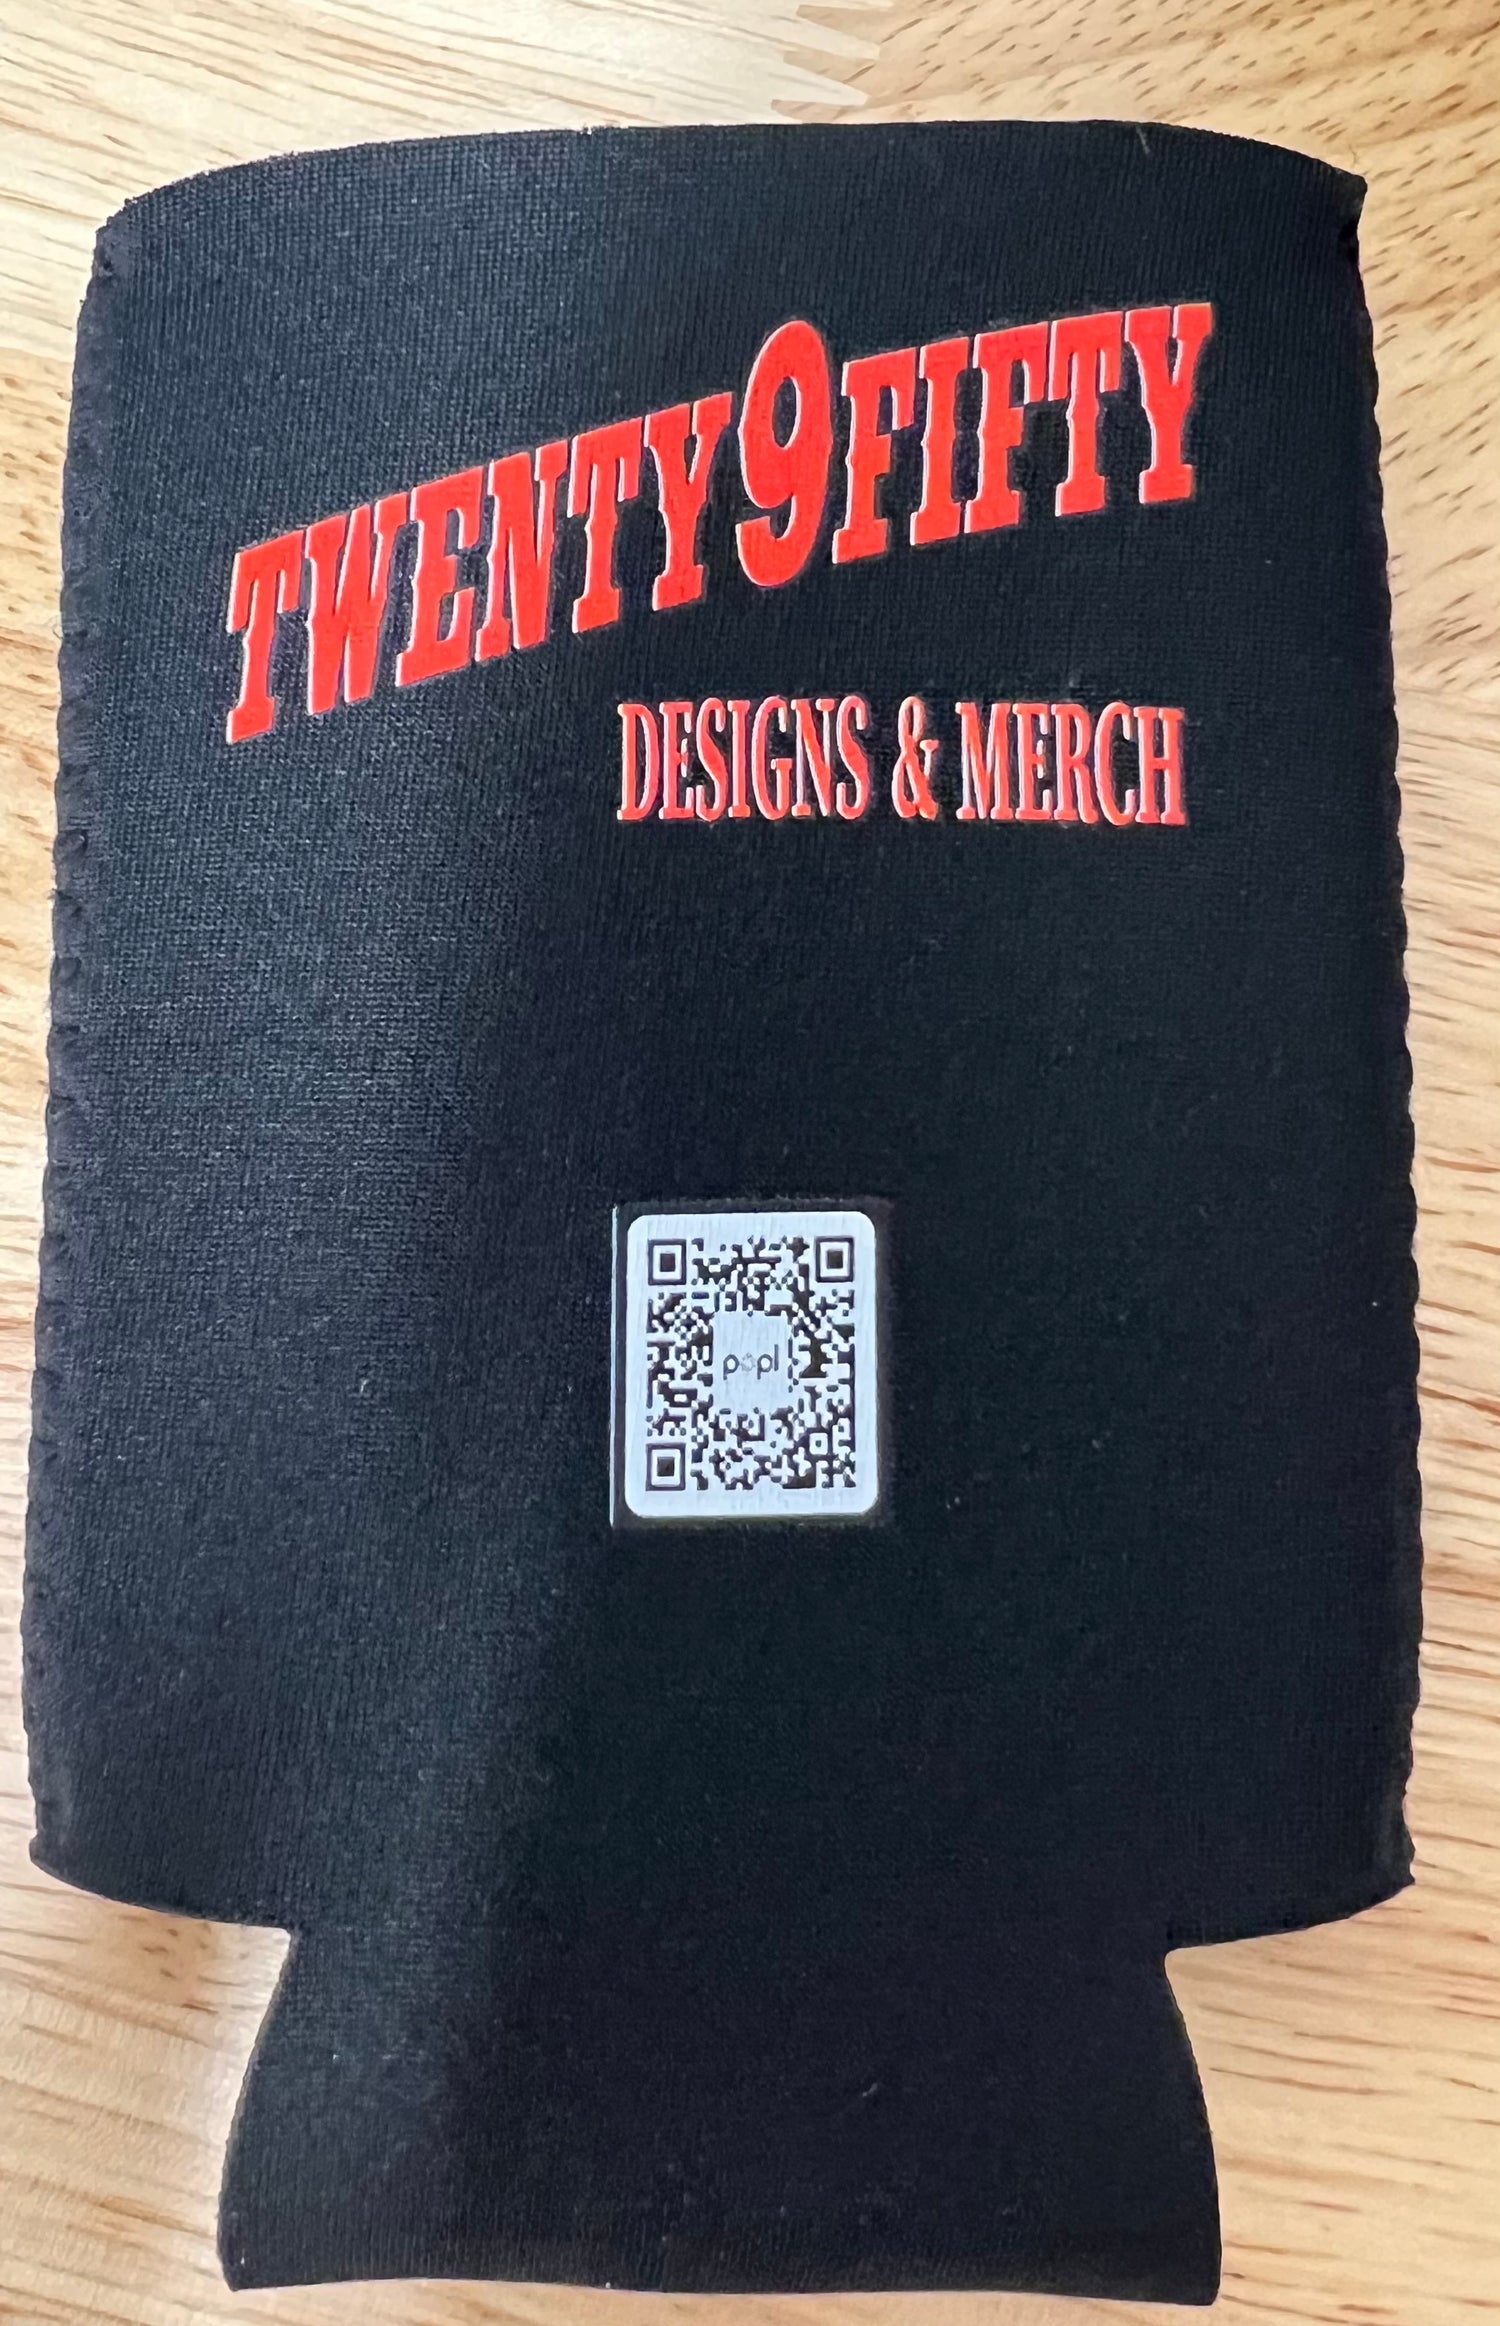 TWENTY9FIFTY
DESIGNS & MERCH
popl